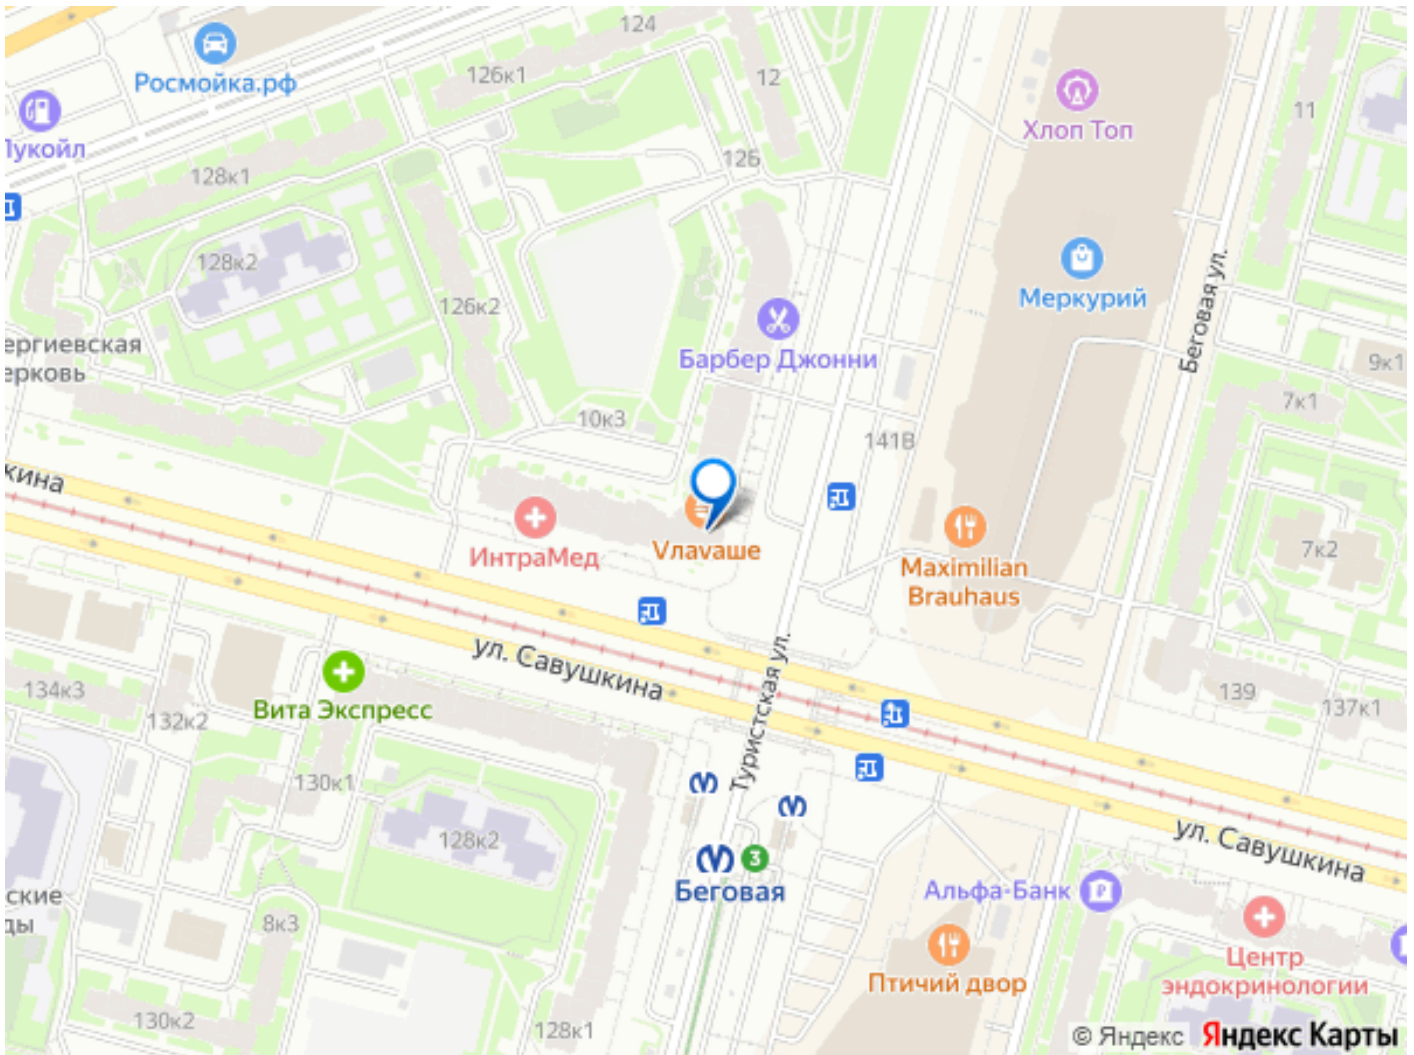 124
126к1
12
Росмойка.рф
Хлоп Топ
11
Лукойл
12Б
128к1
128к2
126к2
Меркурий
Беговая ул.
ергиевская
ерковь
Барбер Джонни
9к1
7к1
10к3
141В
кина
ИнтраМед
Vлаvаше
Maximilian
Brauhaus
7к2
ул. Савушкина
Туристская ул.
134к3
132к2
Вита Экспресс
139
137к1
130к1
128к2
3
Беговая
ул. Савушкина
Альфа-Банк
ские
ды
8к3
Птичий двор
Центр
эндокринологии
130к2
128к1
© Яндекс Яндекс Карты